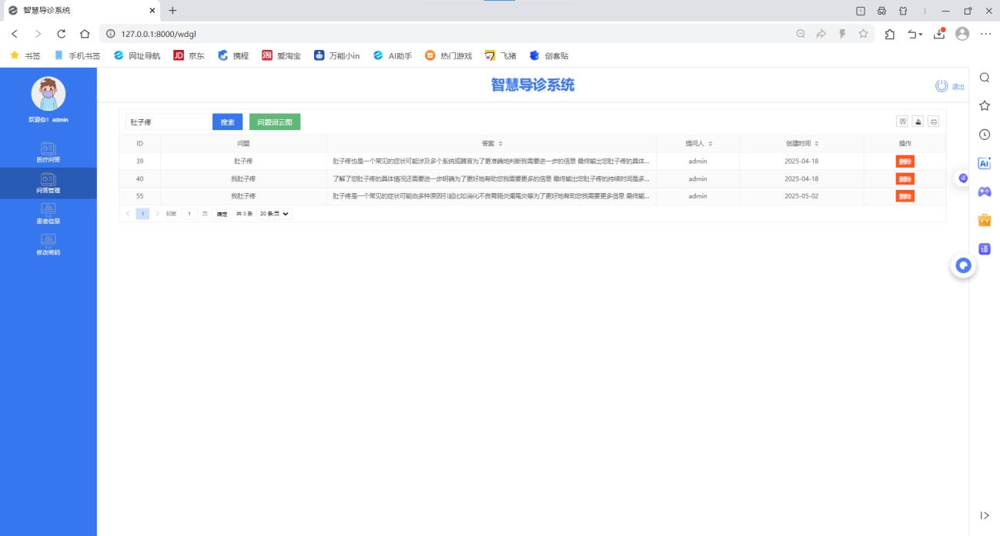 智慧导诊系统
127.0.0.1:8000/wdgl
书签 手机书签 网址导航 JD 京东 携程 淘 爱淘宝 万能小in AI助手 热门游戏 飞猪 创客贴
智慧导诊系统
退出
欢迎你！admin
医疗问答
问答管理
患者信息
修改密码
肚子疼 搜索 问题词云图
ID 问题 答案 提问人 创建时间 操作
39 肚子疼 肚子疼也是一个常见的症状可能涉及多个系统或器官为了更准确地判断我需要进一步的信息 最终输出您肚子疼的具体... admin 2025-04-18 删除
40 我肚子疼 了解了您肚子疼的具体情况还需要进一步明确为了更好地帮助您我需要更多的信息 最终输出您肚子疼的持续时间是多... admin 2025-04-18 删除
55 我肚子疼 肚子疼是一个常见的症状可能由多种原因引起比如消化不良胃肠炎阑尾炎等为了更好地帮助您我需要更多信息 最终输... admin 2025-05-02 删除
1 到第 1 页 确定 共 3 条 20 条/页
Ai
译
译